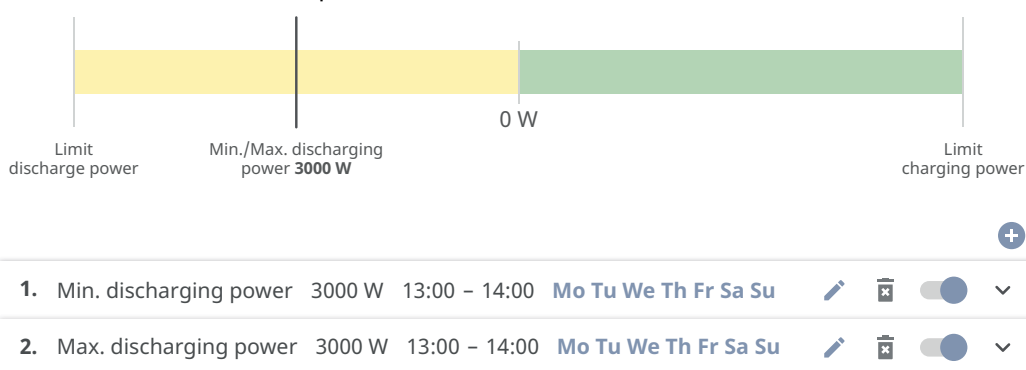 0 W
Limit
discharge power
Min./Max. discharging
power 3000 W
Limit
charging power
1. Min. discharging power 3000 W 13:00 – 14:00 Mo Tu We Th Fr Sa Su
2. Max. discharging power 3000 W 13:00 – 14:00 Mo Tu We Th Fr Sa Su